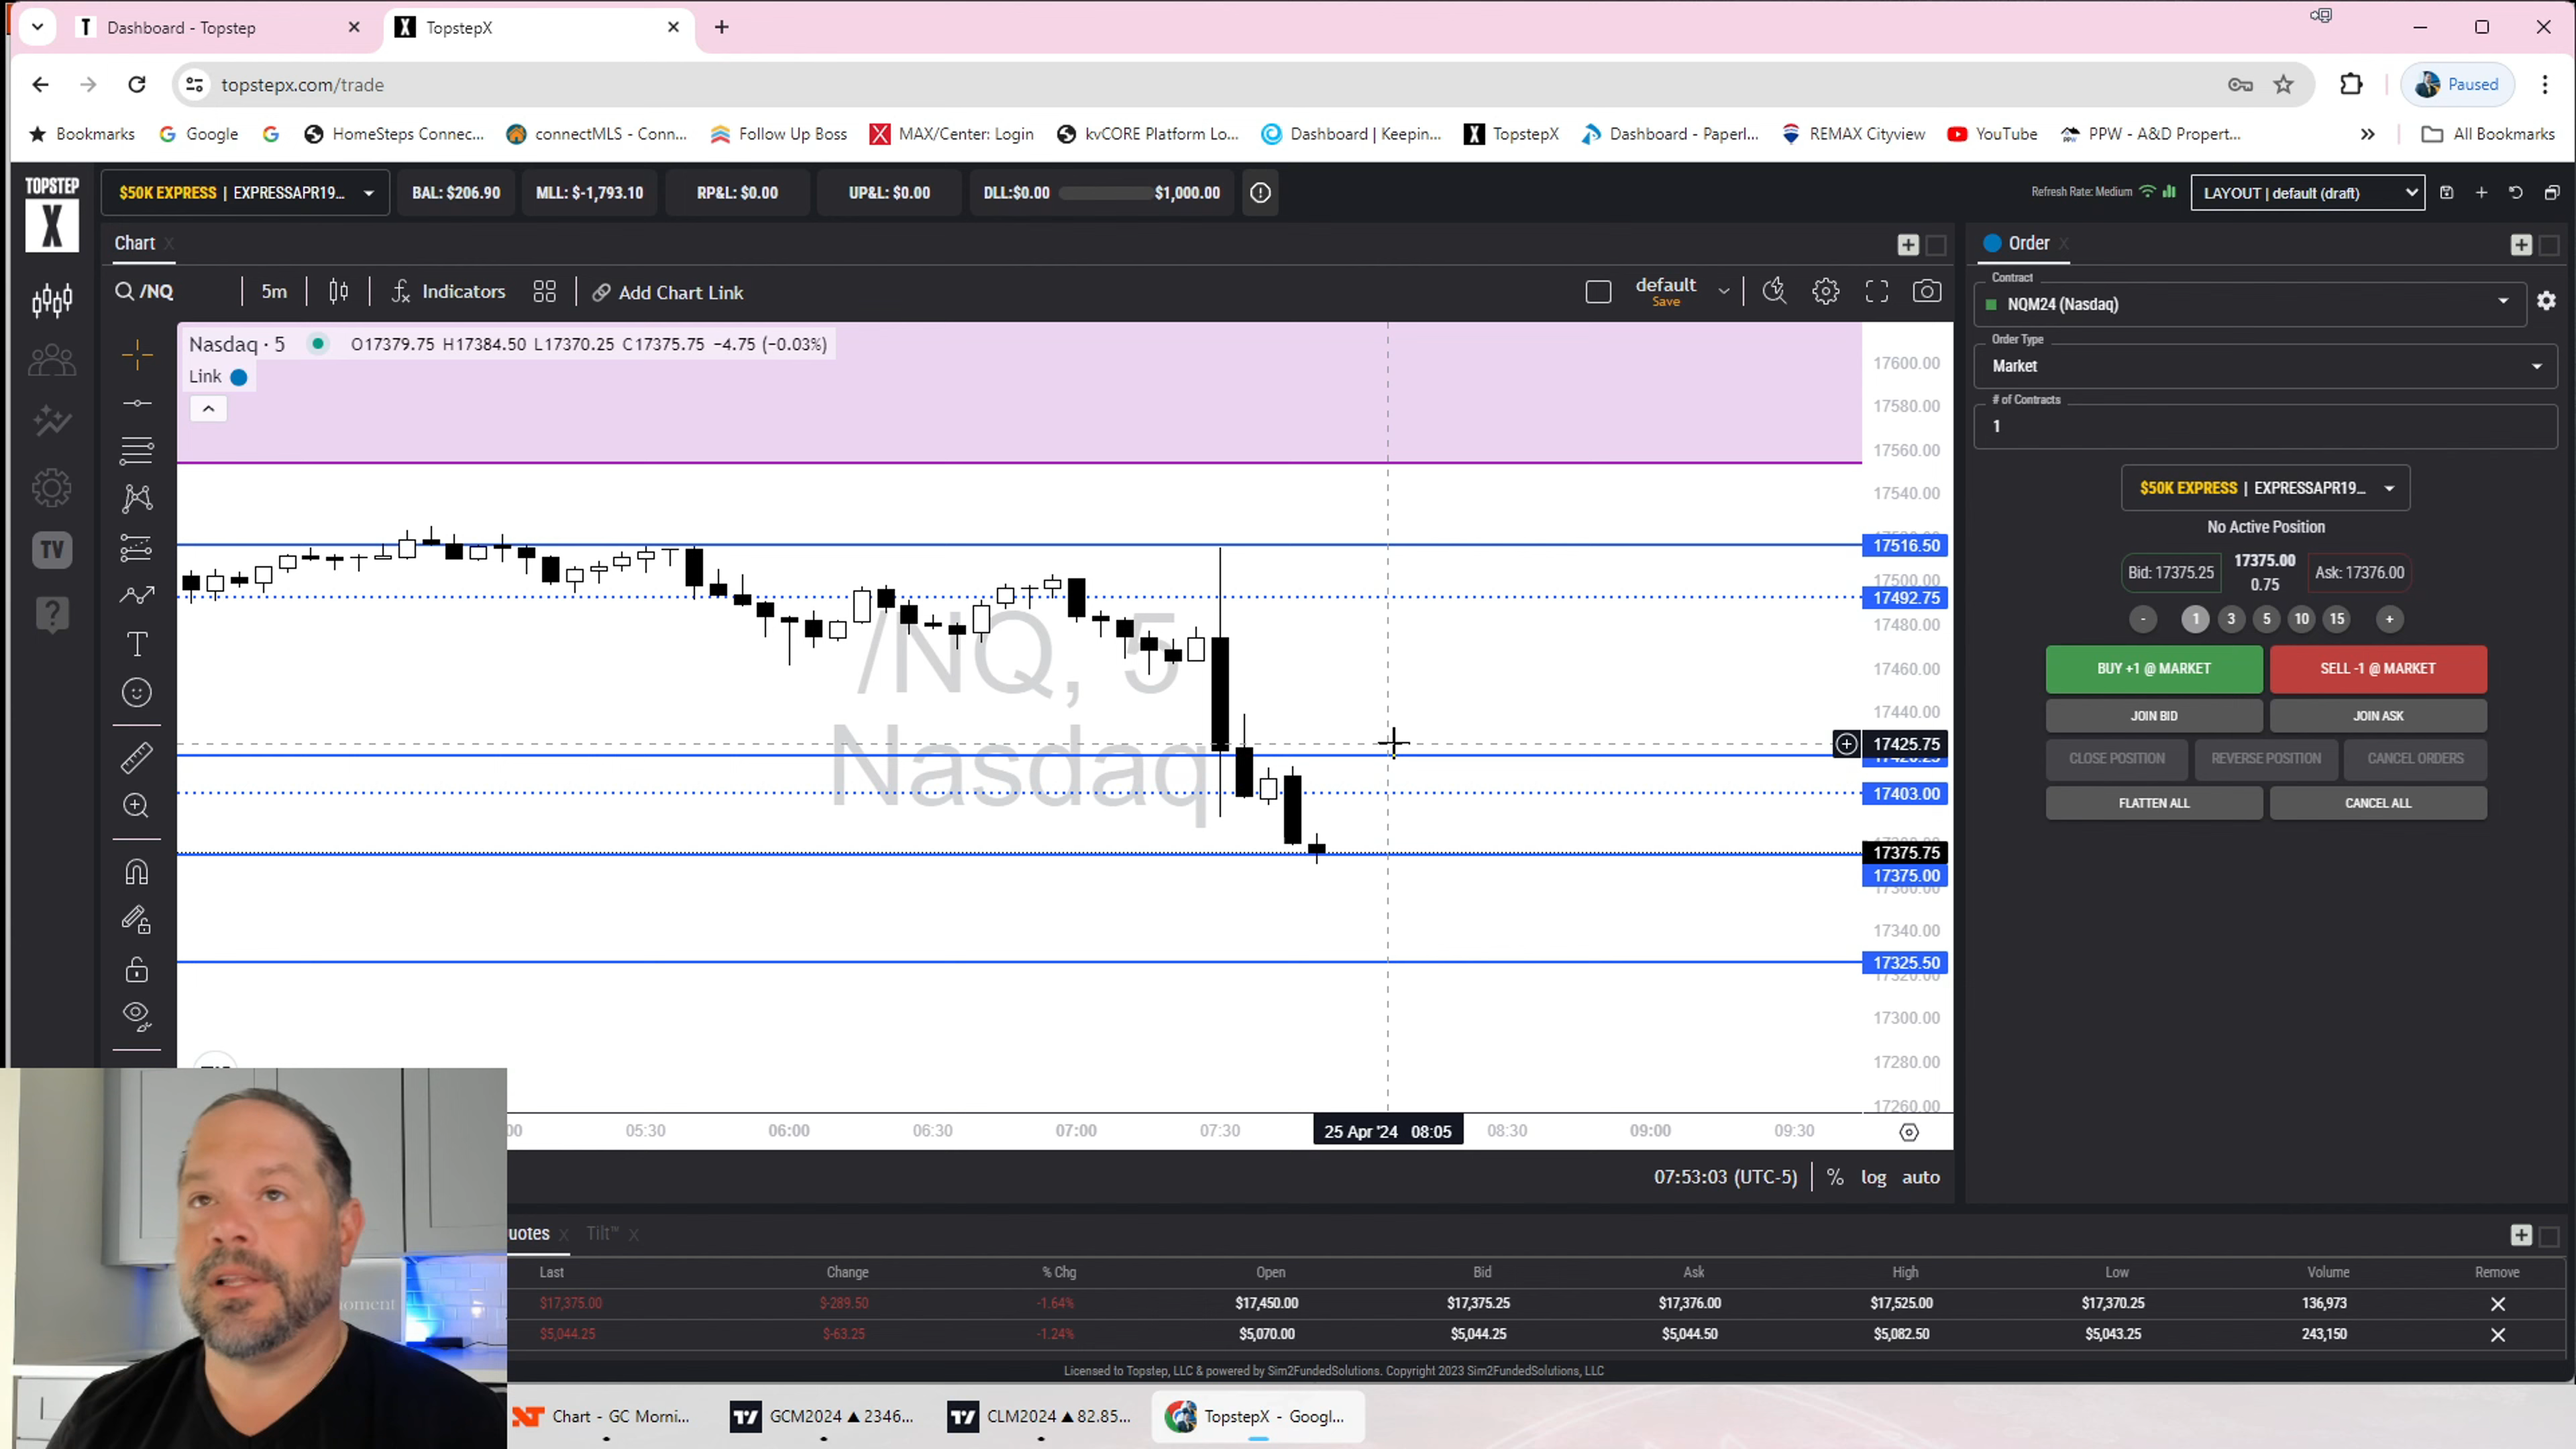 Dashboard - Topstep
TopstepX
topstepx.com/trade
Paused
Bookmarks
Google
HomeSteps Connec...
connectMLS - Conn...
Follow Up Boss
MAX/Center: Login
kvCORE Platform Lo...
Dashboard | Keepin...
TopstepX
Dashboard - Paperl...
REMAX Cityview
YouTube
PPW - A&D Propert...
All Bookmarks
TOPSTEP
X
$50K EXPRESS | EXPRESSAPR19...
BAL: $206.90
MLL: $-1,793.10
RP&L: $0.00
UP&L: $0.00
DLL:$0.00
$1,000.00
Refresh Rate: Medium
LAYOUT | default (draft)
Chart
Order
/NQ
5m
Indicators
Add Chart Link
default
Save
Contract
NQM24 (Nasdaq)
Order Type
Market
# of Contracts
1
Nasdaq · 5
O17379.75 H17384.50 L17370.25 C17375.75 −4.75 (−0.03%)
Link
TV
/NQ, 5
Nasdaq
17600.00
17580.00
17560.00
17540.00
17516.50
17500.00
17492.75
17480.00
17460.00
17440.00
17425.75
17403.00
17375.75
17375.00
17340.00
17325.50
17300.00
17280.00
17260.00
$50K EXPRESS | EXPRESSAPR19...
No Active Position
Bid: 17375.25
17375.00
0.75
Ask: 17376.00
- 1 3 5 10 15 +
BUY +1 @ MARKET
SELL -1 @ MARKET
JOIN BID
JOIN ASK
CLOSE POSITION
REVERSE POSITION
CANCEL ORDERS
FLATTEN ALL
CANCEL ALL
05:30
06:00
06:30
07:00
07:30
25 Apr '24 08:05
08:30
09:00
09:30
07:53:03 (UTC-5)
%
log
auto
uotes
Tilt™
Last Change % Chg Open Bid Ask High Low Volume Remove
$17,375.00 $-289.50 -1.64% $17,450.00 $17,375.25 $17,376.00 $17,525.00 $17,370.25 136,973
$5,044.25 $-63.25 -1.24% $5,070.00 $5,044.25 $5,044.50 $5,082.50 $5,043.25 243,150
Licensed to Topstep, LLC & powered by Sim2FundedSolutions. Copyright 2023 Sim2FundedSolutions, LLC
Chart - GC Morni...
GCM2024 ▲ 2346...
CLM2024 ▲ 82.85...
TopstepX - Googl...